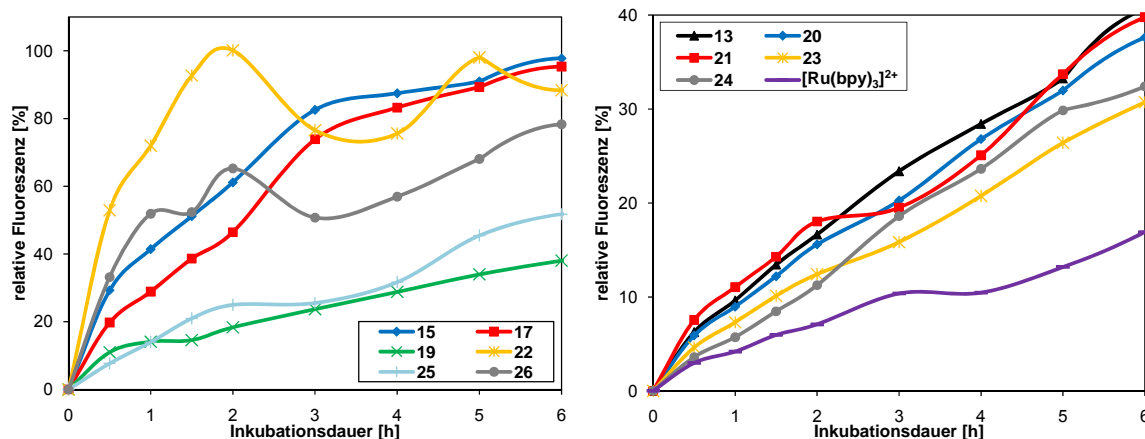 relative Fluoreszenz [%]
100
80
60
40
20
0
15 17
19 22
25 26
0 1 2 3 4 5 6
Inkubationsdauer [h]
relative Fluoreszenz [%]
40
30
20
10
0
13 20
21 23
24 [Ru(bpy)₃]²⁺
0 1 2 3 4 5 6
Inkubationsdauer [h]